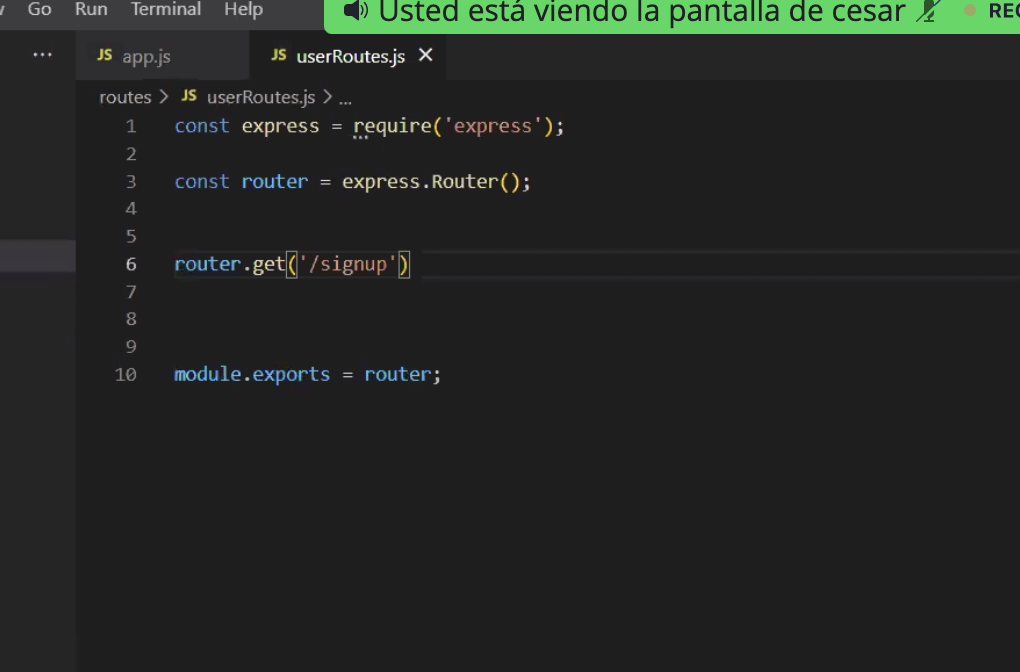 Go Run Terminal Help
Usted está viendo la pantalla de cesar
REC
... JS app.js JS userRoutes.js ×
routes > JS userRoutes.js > ...
1 const express = require('express');
2
3 const router = express.Router();
4
5
6 router.get('/signup')
7
8
9
10 module.exports = router;